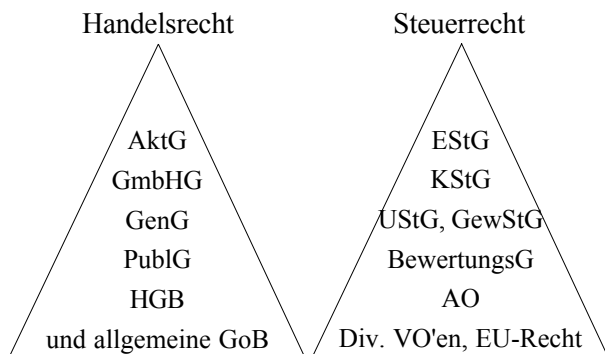 Handelsrecht
AktG
GmbHG
GenG
PublG
HGB
und allgemeine GoB
Steuerrecht
EStG
KStG
UStG, GewStG
BewertungsG
AO
Div. VO'en, EU-Recht